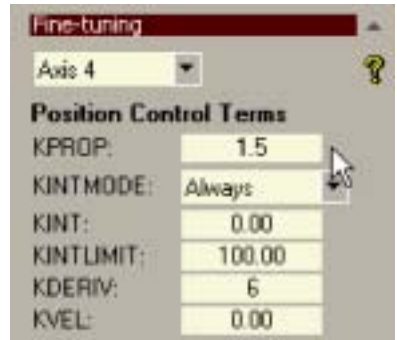 Fine-tuning
Axis 4
?
Position Control Terms
KPROP: 1.5
KINTMODE: Always
KINT: 0.00
KINTLIMIT: 100.00
KDERIV: 6
KVEL: 0.00